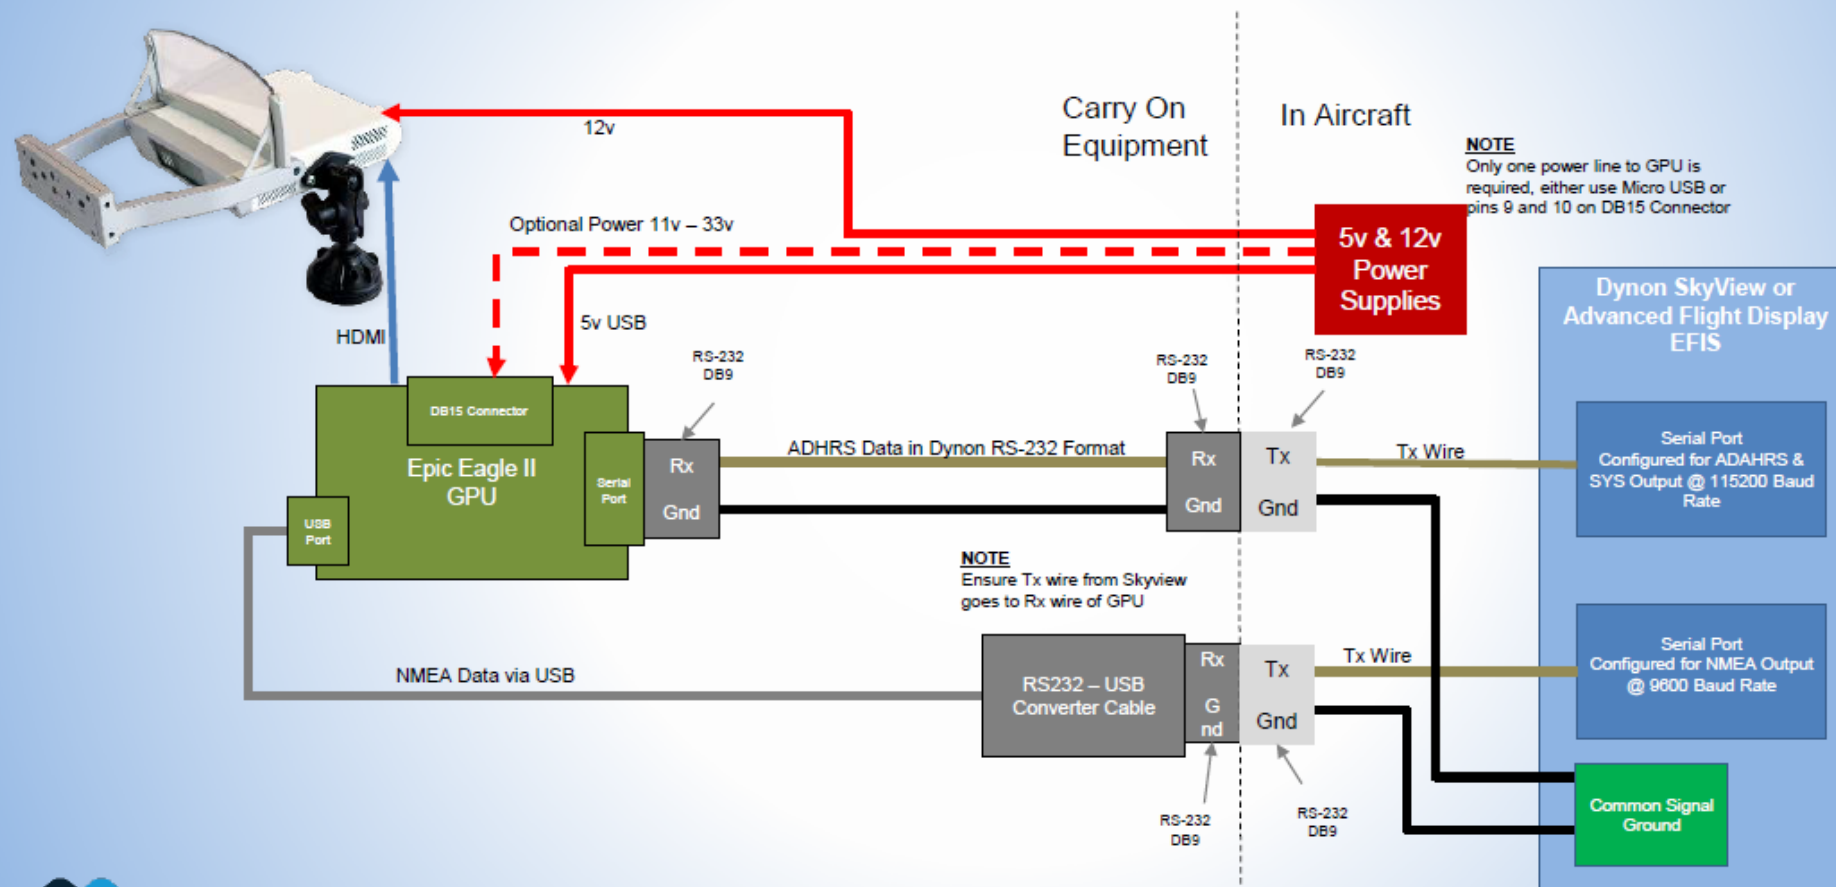 Carry On
Equipment
In Aircraft
NOTE
Only one power line to GPU is
required, either use Micro USB or
pins 9 and 10 on DB15 Connector
12v
Optional Power 11v – 33v
5v & 12v
Power
Supplies
5v USB
HDMI
Dynon SkyView or
Advanced Flight Display
EFIS
RS-232
DB9
RS-232
DB9
RS-232
DB9
DB15 Connector
Epic Eagle II
GPU
Serial
Port
Rx
Gnd
ADHRS Data in Dynon RS-232 Format
Rx
Gnd
Tx
Gnd
Tx Wire
Serial Port
Configured for ADAHRS &
SYS Output @ 115200 Baud
Rate
USB
Port
NOTE
Ensure Tx wire from Skyview
goes to Rx wire of GPU
NMEA Data via USB
RS232 – USB
Converter Cable
Rx
G
nd
Tx
Gnd
Tx Wire
Serial Port
Configured for NMEA Output
@ 9600 Baud Rate
RS-232
DB9
RS-232
DB9
Common Signal
Ground